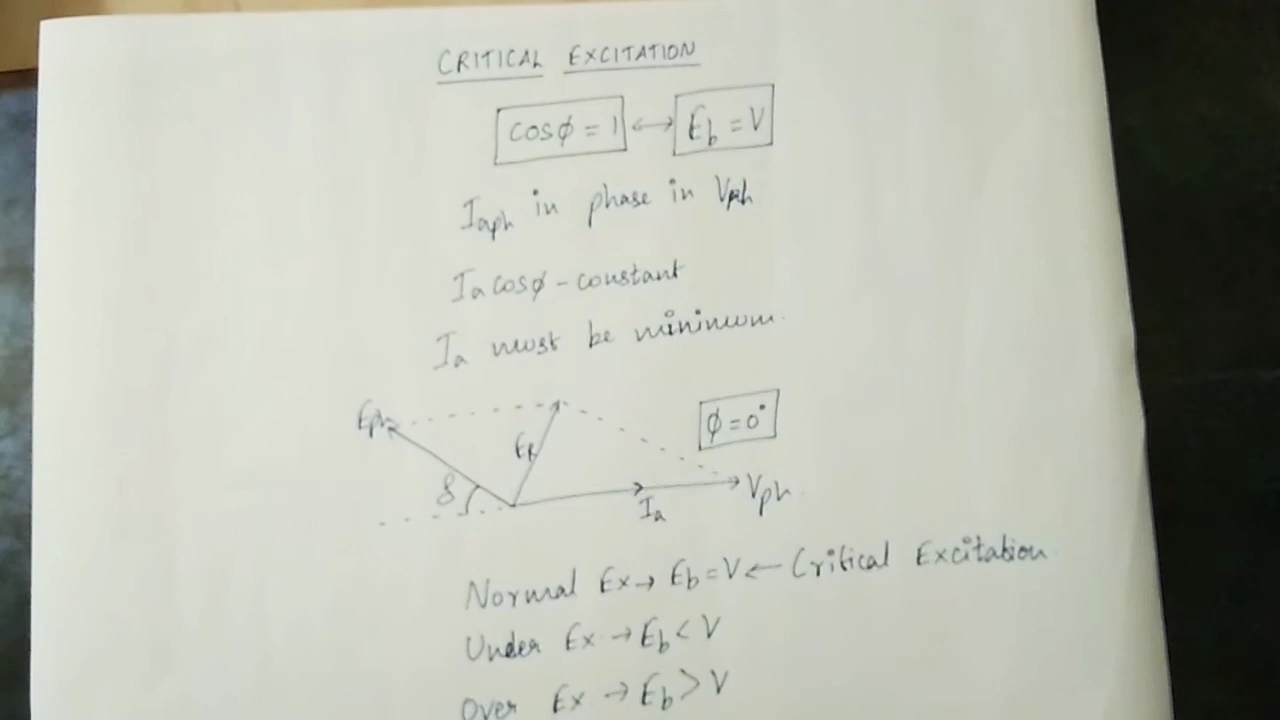 CRITICAL EXCITATION
cosϕ = 1 ↔ Eb = V
Iaph in phase in Vph
Ia cosϕ - constant
Ia must be minimum.
Eph
ER
ϕ = 0°
δ
Ia
Vph
Normal Ex → Eb = V ← Critical Excitation
Under Ex → Eb < V
Over Ex → Eb > V